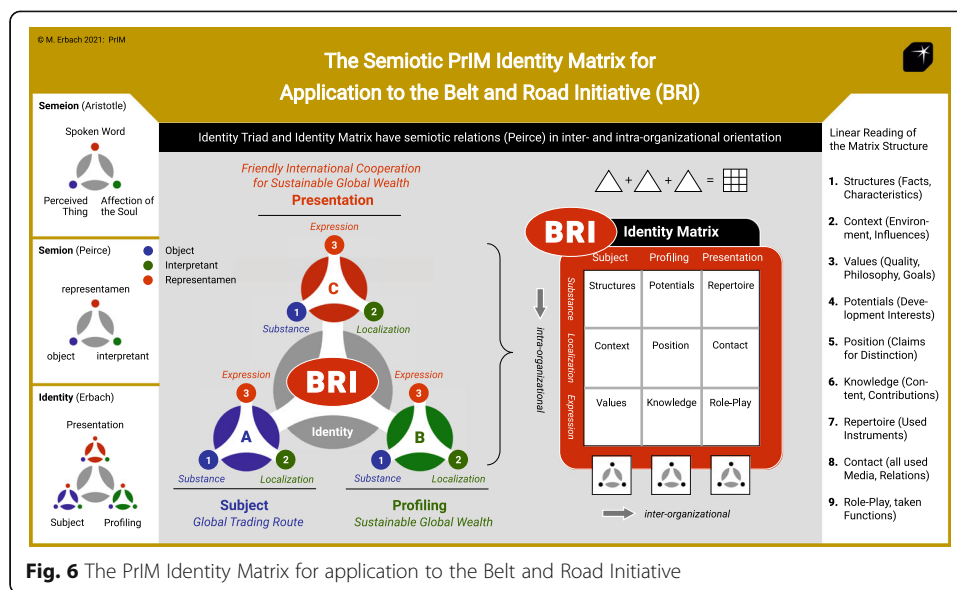 © M. Erbach 2021: PrIM
The Semiotic PrIM Identity Matrix for
Application to the Belt and Road Initiative (BRI)
Semeion (Aristotle)
Spoken Word
Perceived
Thing
Affection of
the Soul
Semion (Peirce)
Object
Interpretant
Representamen
representamen
object
interpretant
Identity (Erbach)
Presentation
Subject
Profiling
Identity Triad and Identity Matrix have semiotic relations (Peirce) in inter- and intra-organizational orientation
Friendly International Cooperation
for Sustainable Global Wealth
Presentation
Expression
3
C
1
2
Substance
Localization
BRI
Identity
Expression
3
A
1
2
Substance
Localization
Subject
Global Trading Route
Expression
3
B
1
2
Substance
Localization
Profiling
Sustainable Global Wealth
+ + =
BRI
Identity Matrix
Subject Profiling Presentation
Substance
Structures Potentials Repertoire
Localization
Context Position Contact
Expression
Values Knowledge Role-Play
intra-organizational
inter-organizational
Linear Reading of
the Matrix Structure
1. Structures (Facts,
Characteristics)
2. Context (Environ-
ment, Influences)
3. Values (Quality,
Philosophy, Goals)
4. Potentials (Deve-
lopment Interests)
5. Position (Claims
for Distinction)
6. Knowledge (Con-
tent, Contributions)
7. Repertoire (Used
Instruments)
8. Contact (all used
Media, Relations)
9. Role-Play, taken
Functions)
Fig. 6 The PrIM Identity Matrix for application to the Belt and Road Initiative